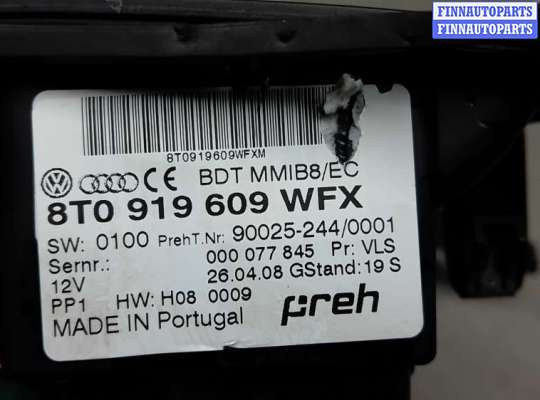 FINNAUTOPARTS
FINNAUTOPARTS
8T0919609WFXM
CE BDT MMIB8/EC
8T0 919 609 WFX
SW: 0100 PrehT.Nr: 90025-244/0001
Sernr.: 000 077 845 Pr: VLS
12V 26.04.08 GStand: 19 S
PP1 HW: H08 0009
MADE IN Portugal preh